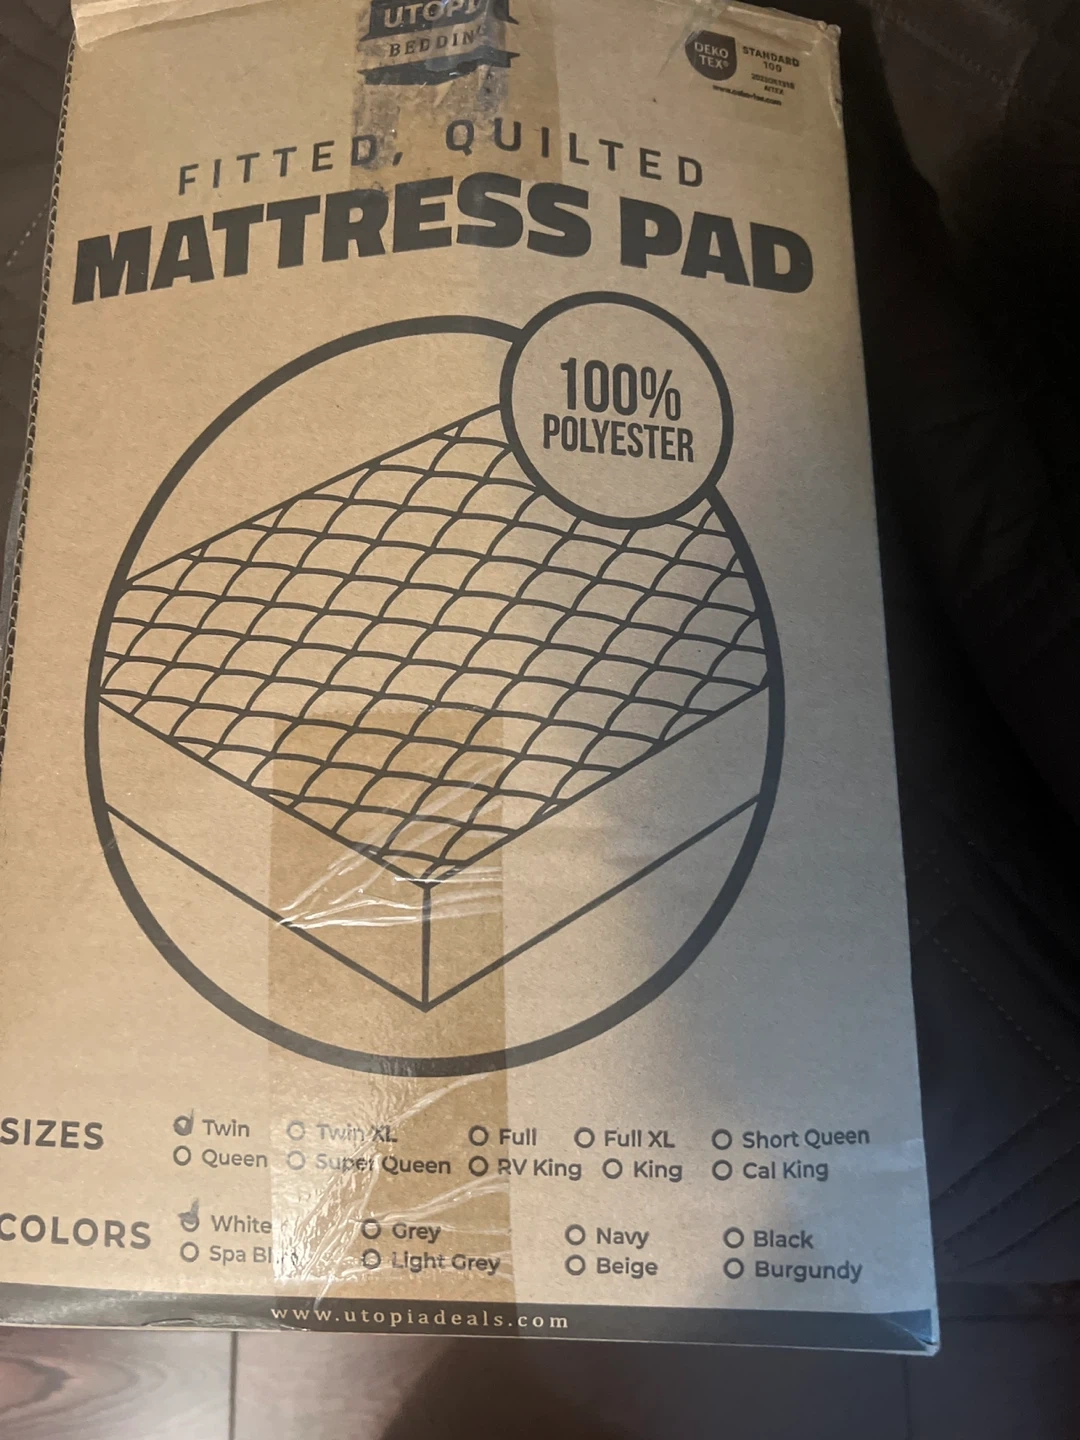 UTOPI
BEDDING
OEKO
TEX®
STANDARD
100
AITEX
FITTED, QUILTED
MATTRESS PAD
100%
POLYESTER
SIZES
Twin
Twin XL
Full
Full XL
Short Queen
Queen
Super Queen
RV King
King
Cal King
COLORS
White
Grey
Navy
Black
Spa
Light Grey
Beige
Burgundy
www.utopiadeals.com